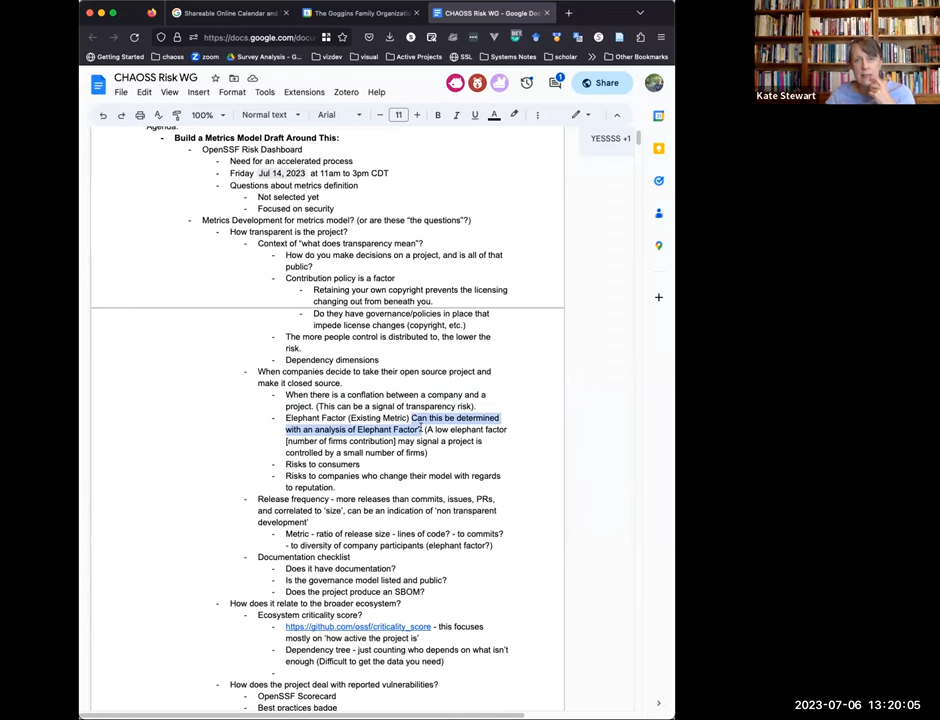 Shareable Online Calendar and
The Goggins Family Organizatio
CHAOSS Risk WG - Google Doc
https://docs.google.com/docu
Getting Started
chaoss
zoom
Survey Analysis – G...
vizdev
visual
Active Projects
SSL
Systems Notes
scholar
Other Bookmarks
CHAOSS Risk WG
File Edit View Insert Format Tools Extensions Zotero Help
1
Share
100%
Normal text
Arial
11
B I U A
Agenda:
YESSSS +1
- Build a Metrics Model Draft Around This:
- OpenSSF Risk Dashboard
- Need for an accelerated process
- Friday Jul 14, 2023 at 11am to 3pm CDT
- Questions about metrics definition
- Not selected yet
- Focused on security
- Metrics Development for metrics model? (or are these “the questions”?)
- How transparent is the project?
- Context of “what does transparency mean”?
- How do you make decisions on a project, and is all of that
public?
- Contribution policy is a factor
- Retaining your own copyright prevents the licensing
changing out from beneath you.
- Do they have governance/policies in place that
impede license changes (copyright, etc.)
- The more people control is distributed to, the lower the
risk.
- Dependency dimensions
- When companies decide to take their open source project and
make it closed source.
- When there is a conflation between a company and a
project. (This can be a signal of transparency risk).
- Elephant Factor (Existing Metric) Can this be determined
with an analysis of Elephant Factor? (A low elephant factor
[number of firms contribution] may signal a project is
controlled by a small number of firms)
- Risks to consumers
- Risks to companies who change their model with regards
to reputation.
- Release frequency - more releases than commits, issues, PRs,
and correlated to ‘size’, can be an indication of ‘non transparent
development’
- Metric - ratio of release size - lines of code? - to commits?
- to diversity of company participants (elephant factor?)
- Documentation checklist
- Does it have documentation?
- Is the governance model listed and public?
- Does the project produce an SBOM?
- How does it relate to the broader ecosystem?
- Ecosystem criticality score?
- https://github.com/ossf/criticality_score - this focuses
mostly on ‘how active the project is’
- Dependency tree - just counting who depends on what isn’t
enough (Difficult to get the data you need)
-
- How does the project deal with reported vulnerabilities?
- OpenSSF Scorecard
- Best practices badge
Kate Stewart
2023-07-06 13:20:05